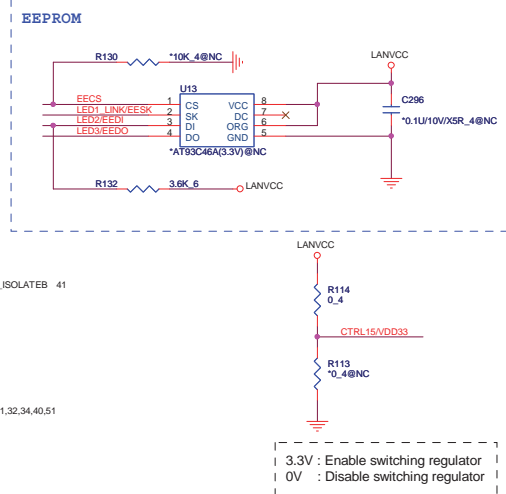 EEPROM
R130 *10K_4@NC
LANVCC
U13
EECS 1 CS VCC 8
LED1_LINK/EESK 2 SK DC 7
LED2/EEDI 3 DI ORG 6
LED3/EEDO 4 DO GND 5
*AT93C46A(3.3V)@NC
C296
*0.1U/10V/X5R_4@NC
R132 3.6K_6 LANVCC
LANVCC
_ISOLATEB 41
R114
0_4
CTRL15/VDD33
R113
*0_4@NC
1,32,34,40,51
3.3V : Enable switching regulator
0V : Disable switching regulator